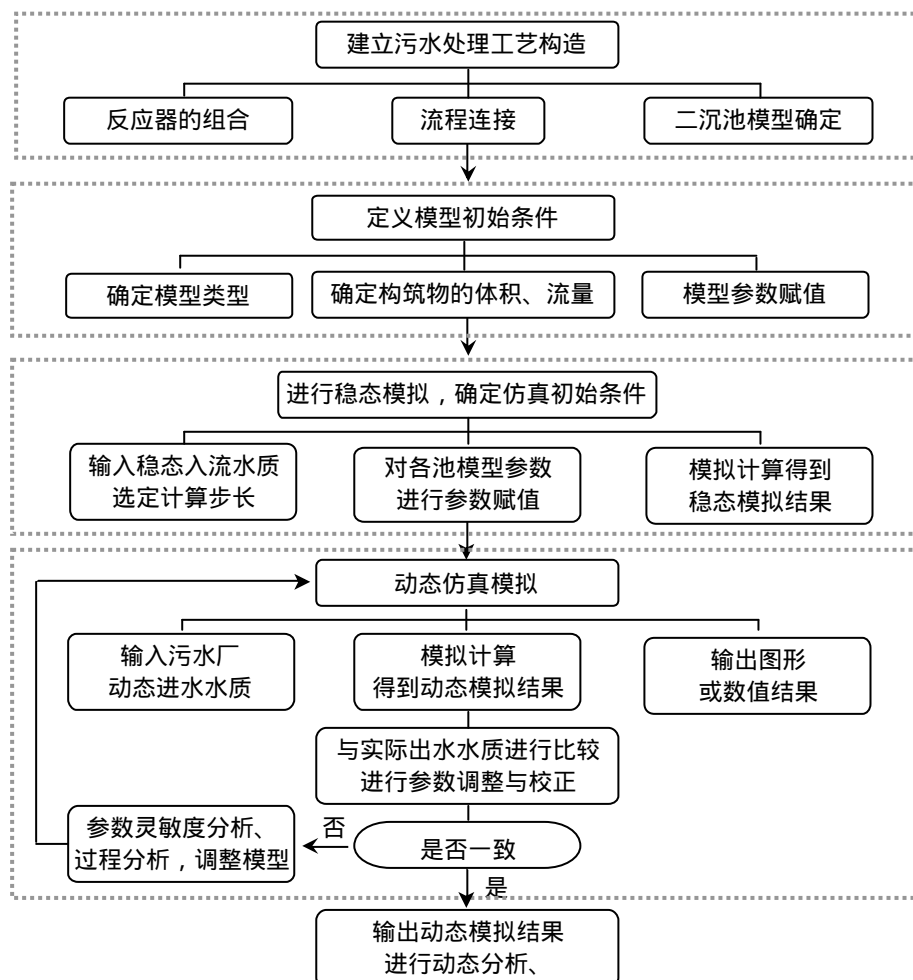 建立污水处理工艺构造
反应器的组合
流程连接
二沉池模型确定
定义模型初始条件
确定模型类型
确定构筑物的体积、流量
模型参数赋值
进行稳态模拟，确定仿真初始条件
输入稳态入流水质
选定计算步长
对各池模型参数
进行参数赋值
模拟计算得到
稳态模拟结果
动态仿真模拟
输入污水厂
动态进水水质
模拟计算
得到动态模拟结果
输出图形
或数值结果
与实际出水水质进行比较
进行参数调整与校正
参数灵敏度分析、
过程分析，调整模型
否
是否一致
是
输出动态模拟结果
进行动态分析、